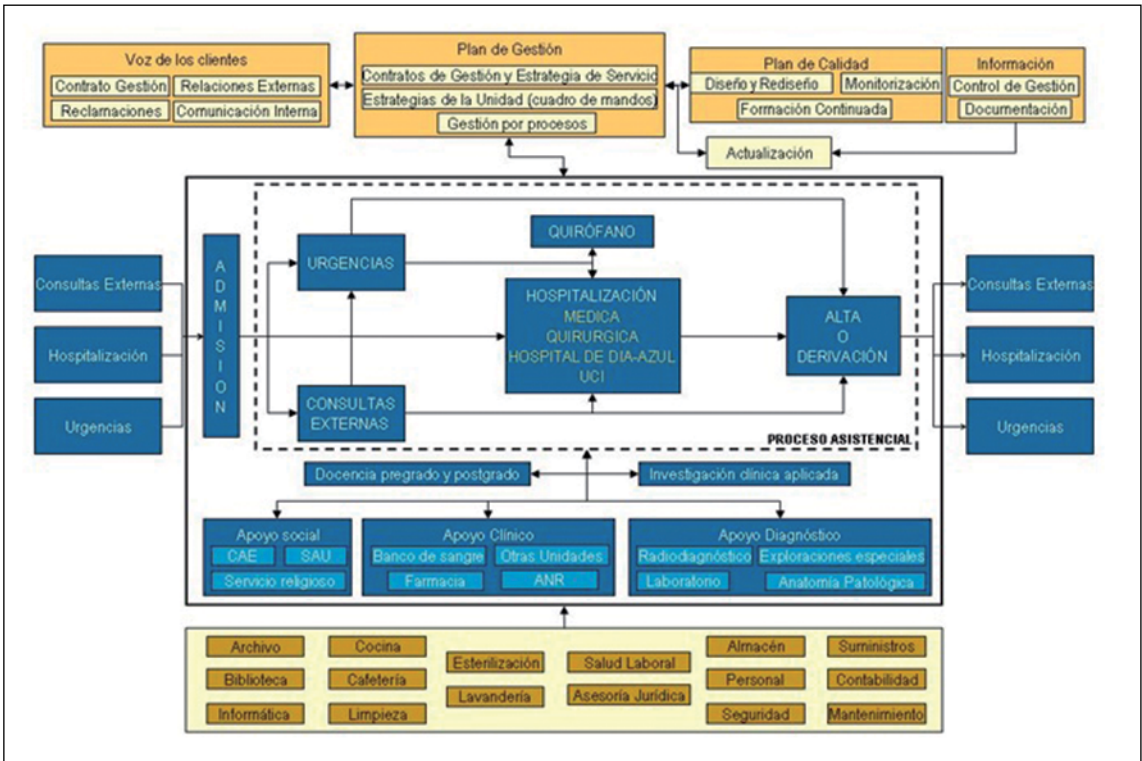 Voz de los clientes
Contrato Gestión
Relaciones Externas
Reclamaciones
Comunicación Interna
Plan de Gestión
Contratos de Gestión y Estrategia de Servicio
Estrategias de la Unidad (cuadro de mandos)
Gestión por procesos
Plan de Calidad
Diseño y Rediseño
Monitorización
Formación Continuada
Información
Control de Gestión
Documentación
Actualización
Consultas Externas
Hospitalización
Urgencias
ADMISION
URGENCIAS
CONSULTAS
EXTERNAS
QUIRÓFANO
HOSPITALIZACIÓN
MEDICA
QUIRURGICA
HOSPITAL DE DIA-AZUL
UCI
ALTA
O
DERIVACIÓN
PROCESO ASISTENCIAL
Consultas Externas
Hospitalización
Urgencias
Docencia pregrado y postgrado
Investigación clínica aplicada
Apoyo social
CAE
SAU
Servicio religioso
Apoyo Clínico
Banco de sangre
Otras Unidades
Farmacia
ANR
Apoyo Diagnóstico
Radiodiagnóstico
Exploraciones especiales
Laboratorio
Anatomía Patológica
Archivo
Cocina
Esterilización
Salud Laboral
Almacén
Suministros
Biblioteca
Cafetería
Lavandería
Asesoría Jurídica
Personal
Contabilidad
Informática
Limpieza
Seguridad
Mantenimiento